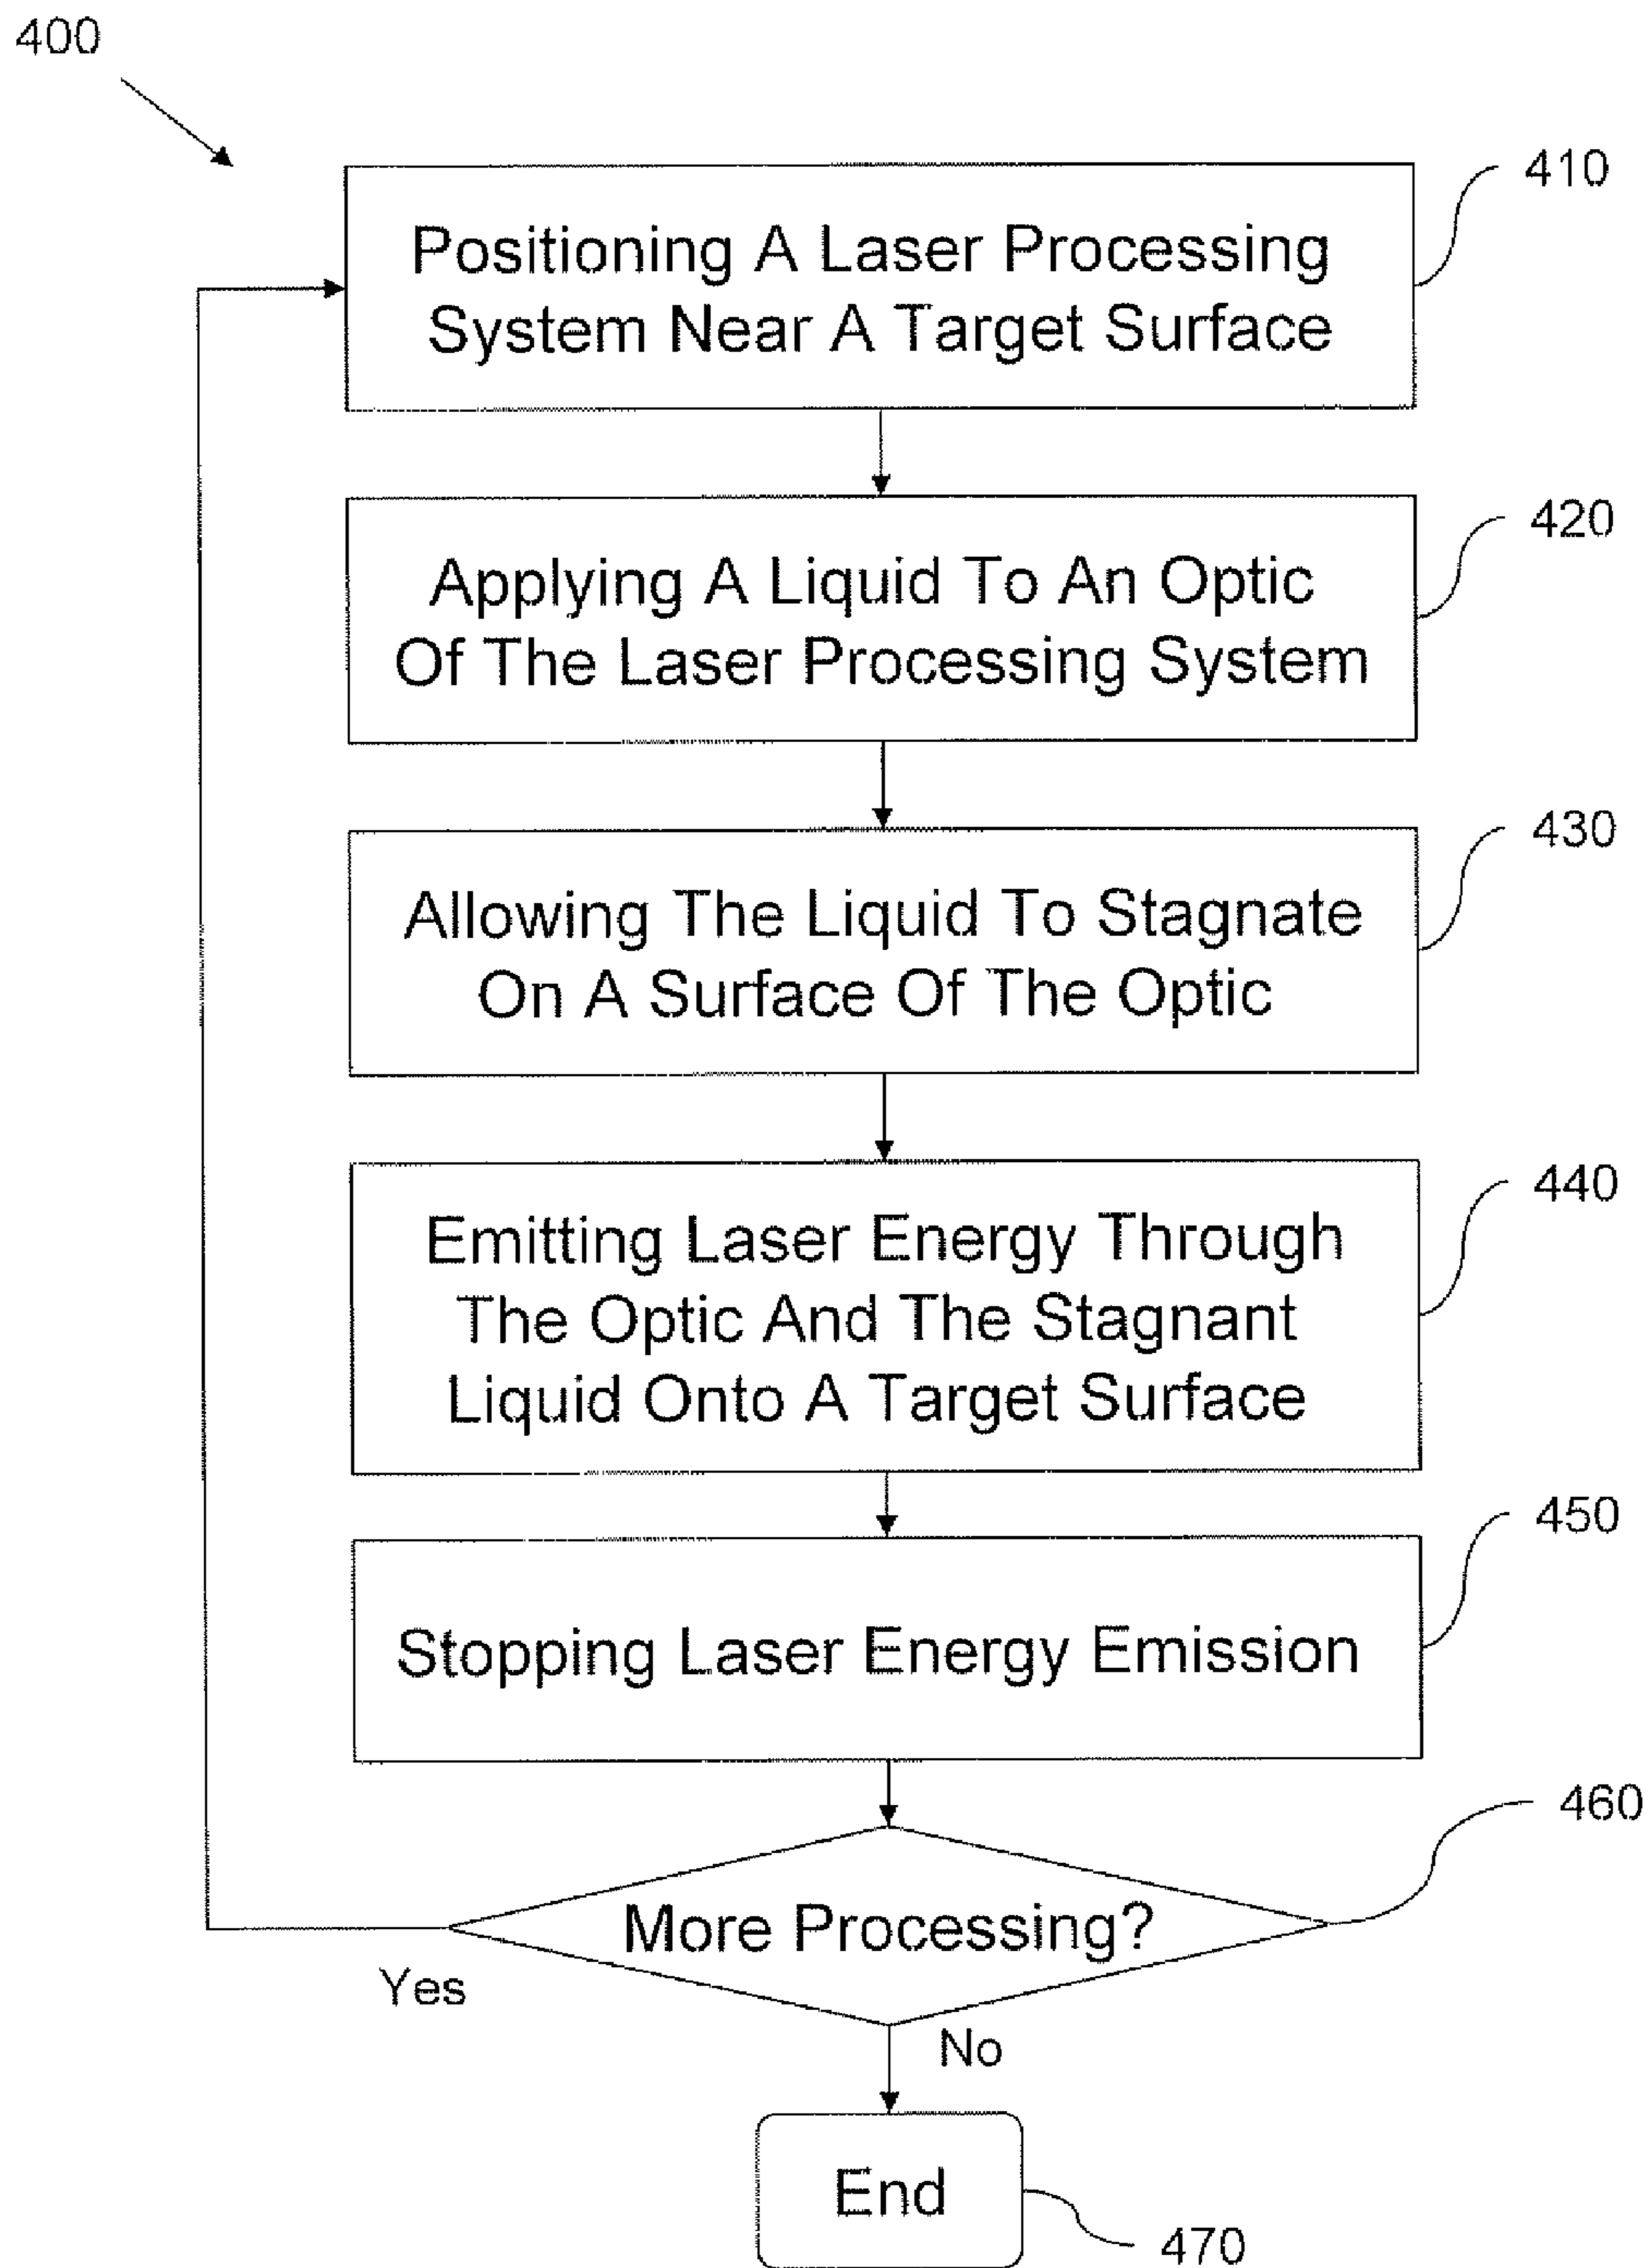 400
410
Positioning A Laser Processing
System Near A Target Surface
420
Applying A Liquid To An Optic
Of The Laser Processing System
430
Allowing The Liquid To Stagnate
On A Surface Of The Optic
440
Emitting Laser Energy Through
The Optic And The Stagnant
Liquid Onto A Target Surface
450
Stopping Laser Energy Emission
460
More Processing?
Yes
No
End
470